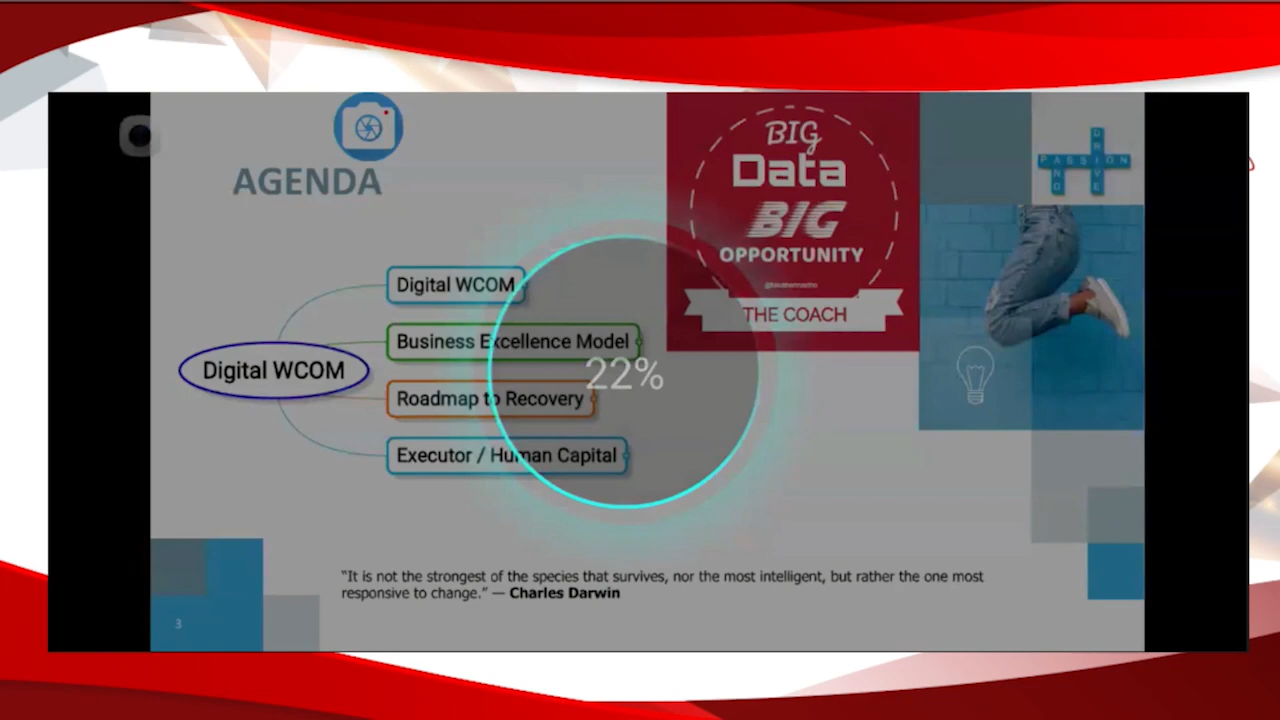 AGENDA
Digital WCOM
Digital WCOM
Business Excellence Model
Roadmap to Recovery
Executor / Human Capital
22%
BIG
Data
BIG
OPPORTUNITY
THE COACH
PASSION
AND
DRIVE
“It is not the strongest of the species that survives, nor the most intelligent, but rather the one most
responsive to change.” — Charles Darwin
3